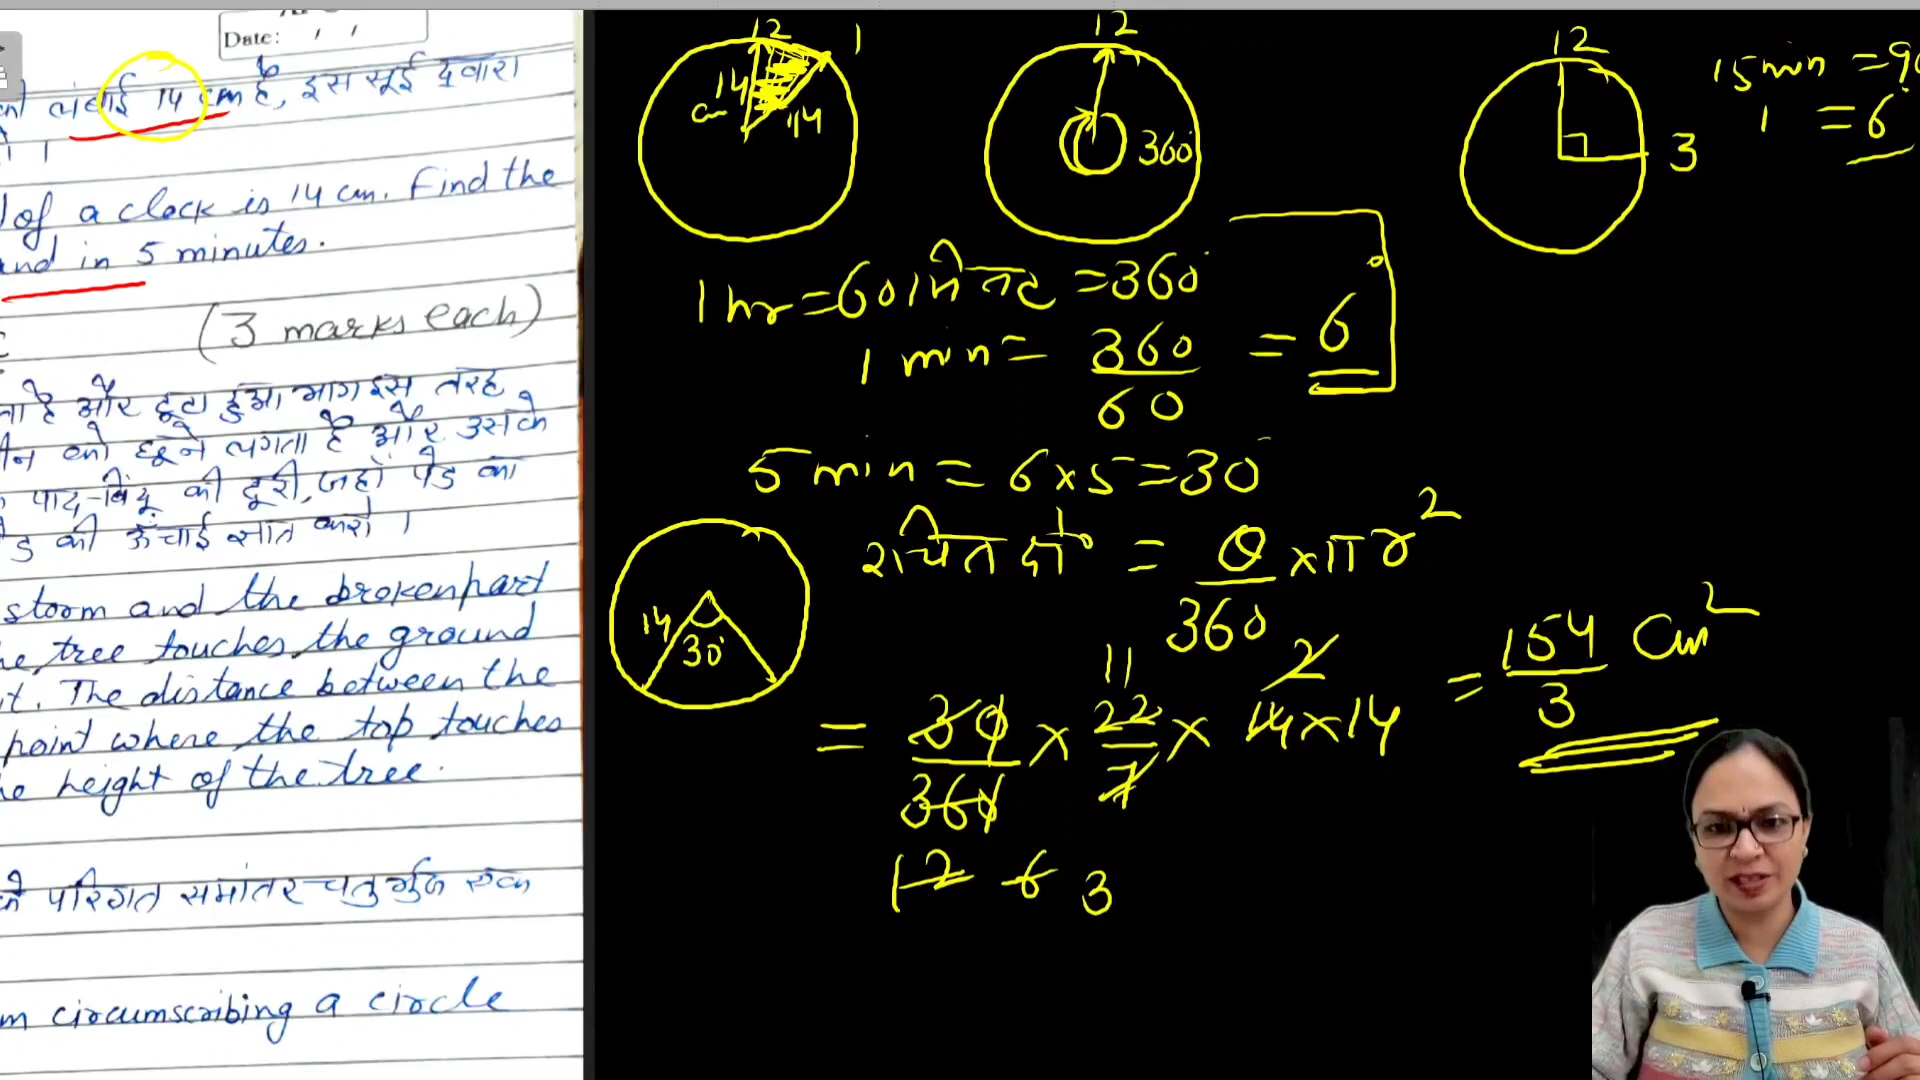 Date: / /
लंबाई 14 cm है, इस सूई द्वारा
of a clock is 14 cm. Find the
in 5 minutes.
(3 marks each)
है और टूटा हुआ भाग इस तरह
को छूने लगता है और उसके
पाद-बिंदू की दूरी, जहाँ पेड का
की ऊँचाई ज्ञात करो ।
storm and the broken part
tree touches the ground
The distance between the
point where the top touches
height of the tree.
परिगत समांतर चतुर्भुज एक
circumscribing a circle
12
1
14
cm
14
12
360°
12
3
15 min = 90
1 = 6°
1 hr = 60 मिनट = 360°
1 min = 360/60 = 6°
5 min = 6×5 = 30°
14
30°
= θ/360 × π r²
= 30/360 × 22/7 × 14×14 = 154/3 Cm²
11
2
12 6 3